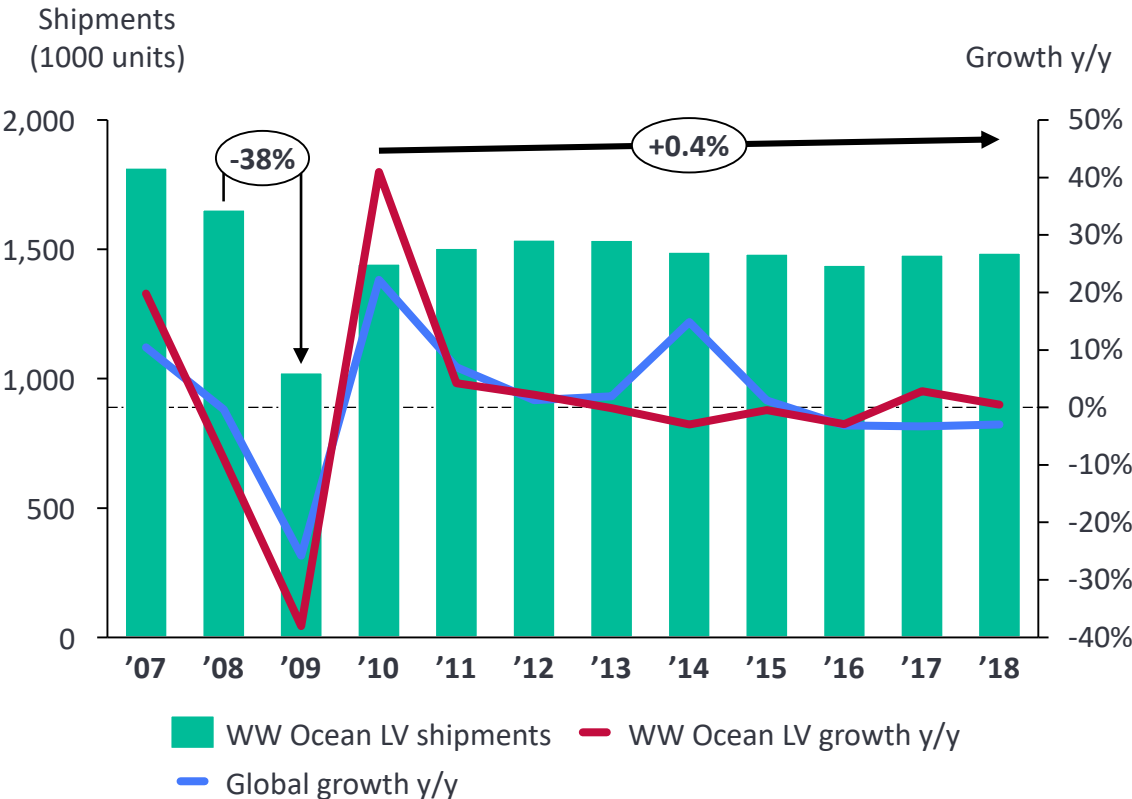 Shipments
(1000 units)
Growth y/y
2,000
1,500
1,000
500
0
-38%
+0.4%
50%
40%
30%
20%
10%
0%
-10%
-20%
-30%
-40%
’07 ’08 ’09 ’10 ’11 ’12 ’13 ’14 ’15 ’16 ’17 ’18
WW Ocean LV shipments WW Ocean LV growth y/y
Global growth y/y